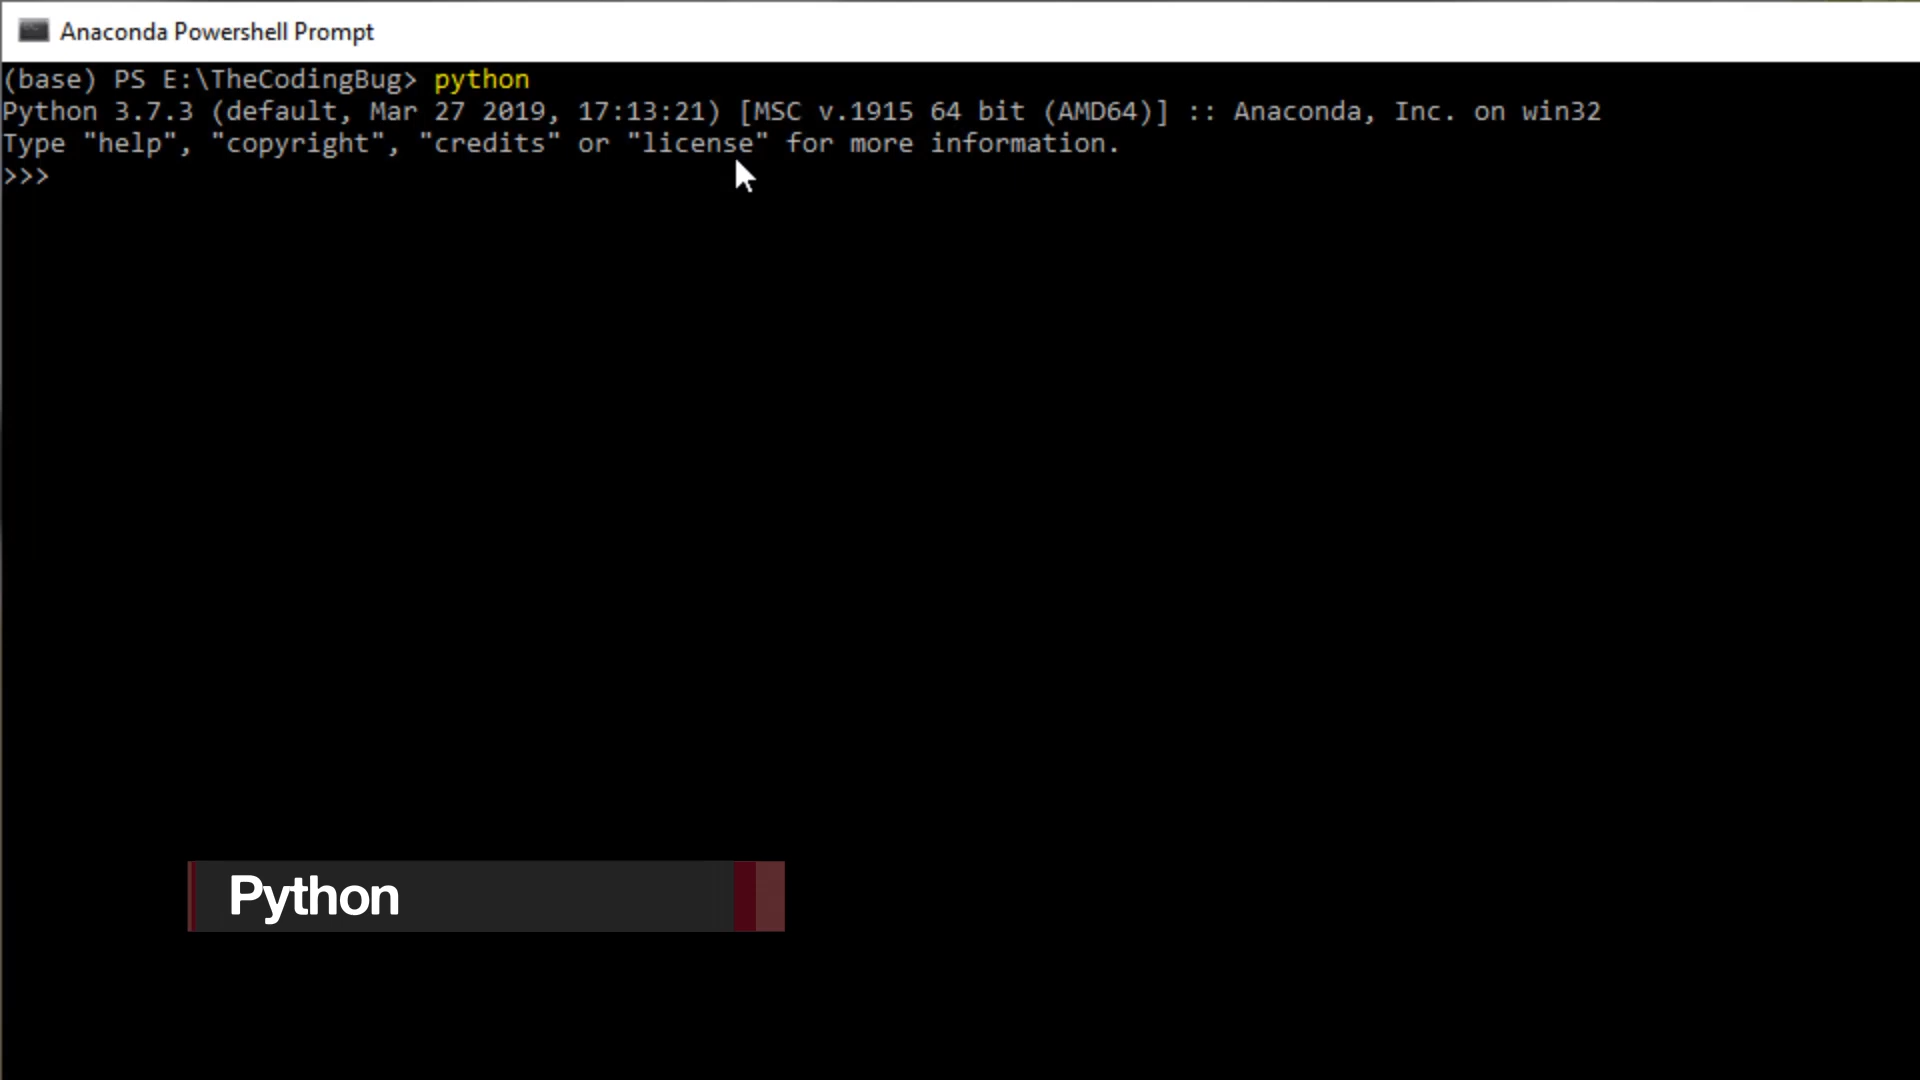 Anaconda Powershell Prompt
(base) PS E:\TheCodingBug> python
Python 3.7.3 (default, Mar 27 2019, 17:13:21) [MSC v.1915 64 bit (AMD64)] :: Anaconda, Inc. on win32
Type "help", "copyright", "credits" or "license" for more information.
>>>
Python